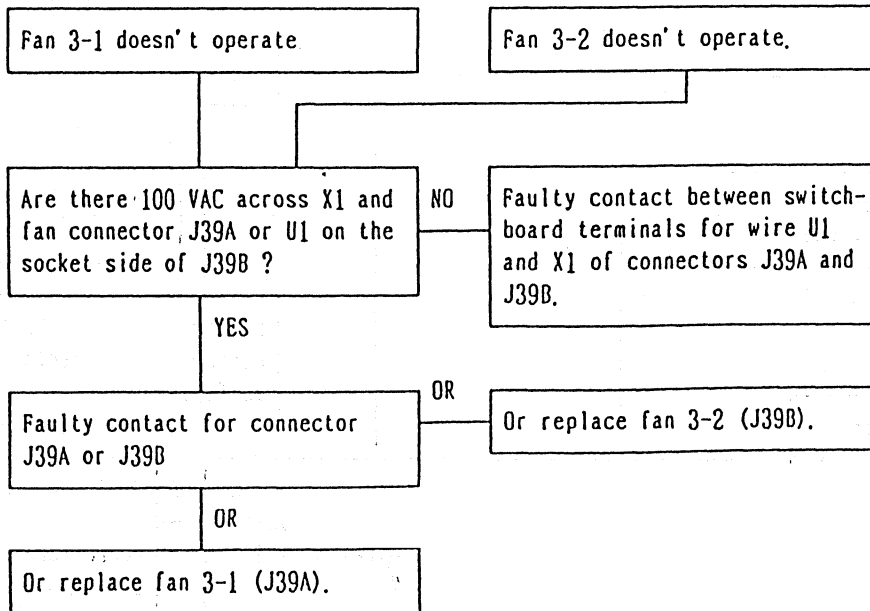 Fan 3-1 doesn't operate
Fan 3-2 doesn't operate.
Are there 100 VAC across X1 and
fan connector J39A or U1 on the
socket side of J39B ?
NO
Faulty contact between switch-
board terminals for wire U1
and X1 of connectors J39A and
J39B.
YES
Faulty contact for connector
J39A or J39B
OR
Or replace fan 3-2 (J39B).
OR
Or replace fan 3-1 (J39A).